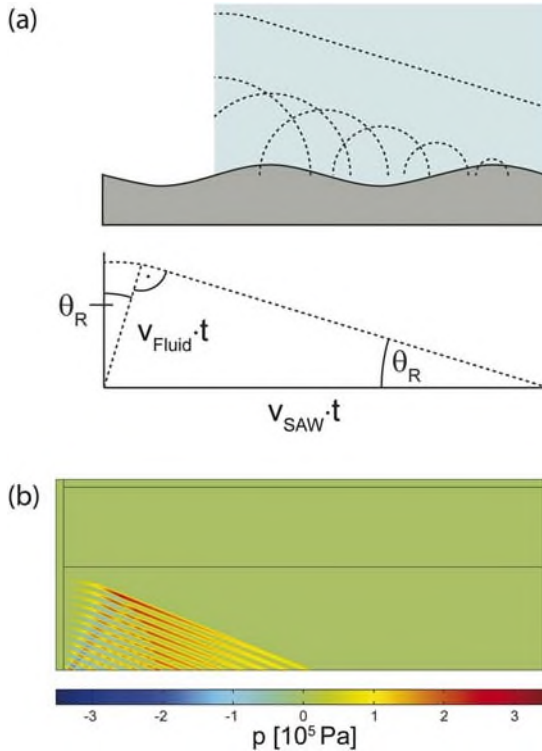 (a)
θR
vFluid·t
θR
vSAW·t
(b)
-3 -2 -1 0 1 2 3
p [10⁵ Pa]